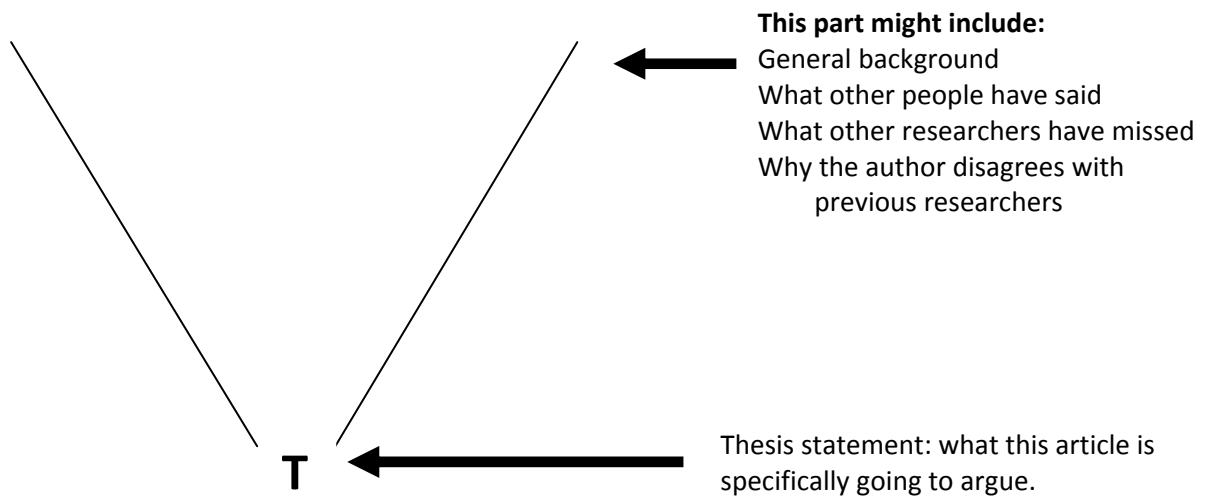 This part might include:
General background
What other people have said
What other researchers have missed
Why the author disagrees with
previous researchers
T
Thesis statement: what this article is
specifically going to argue.